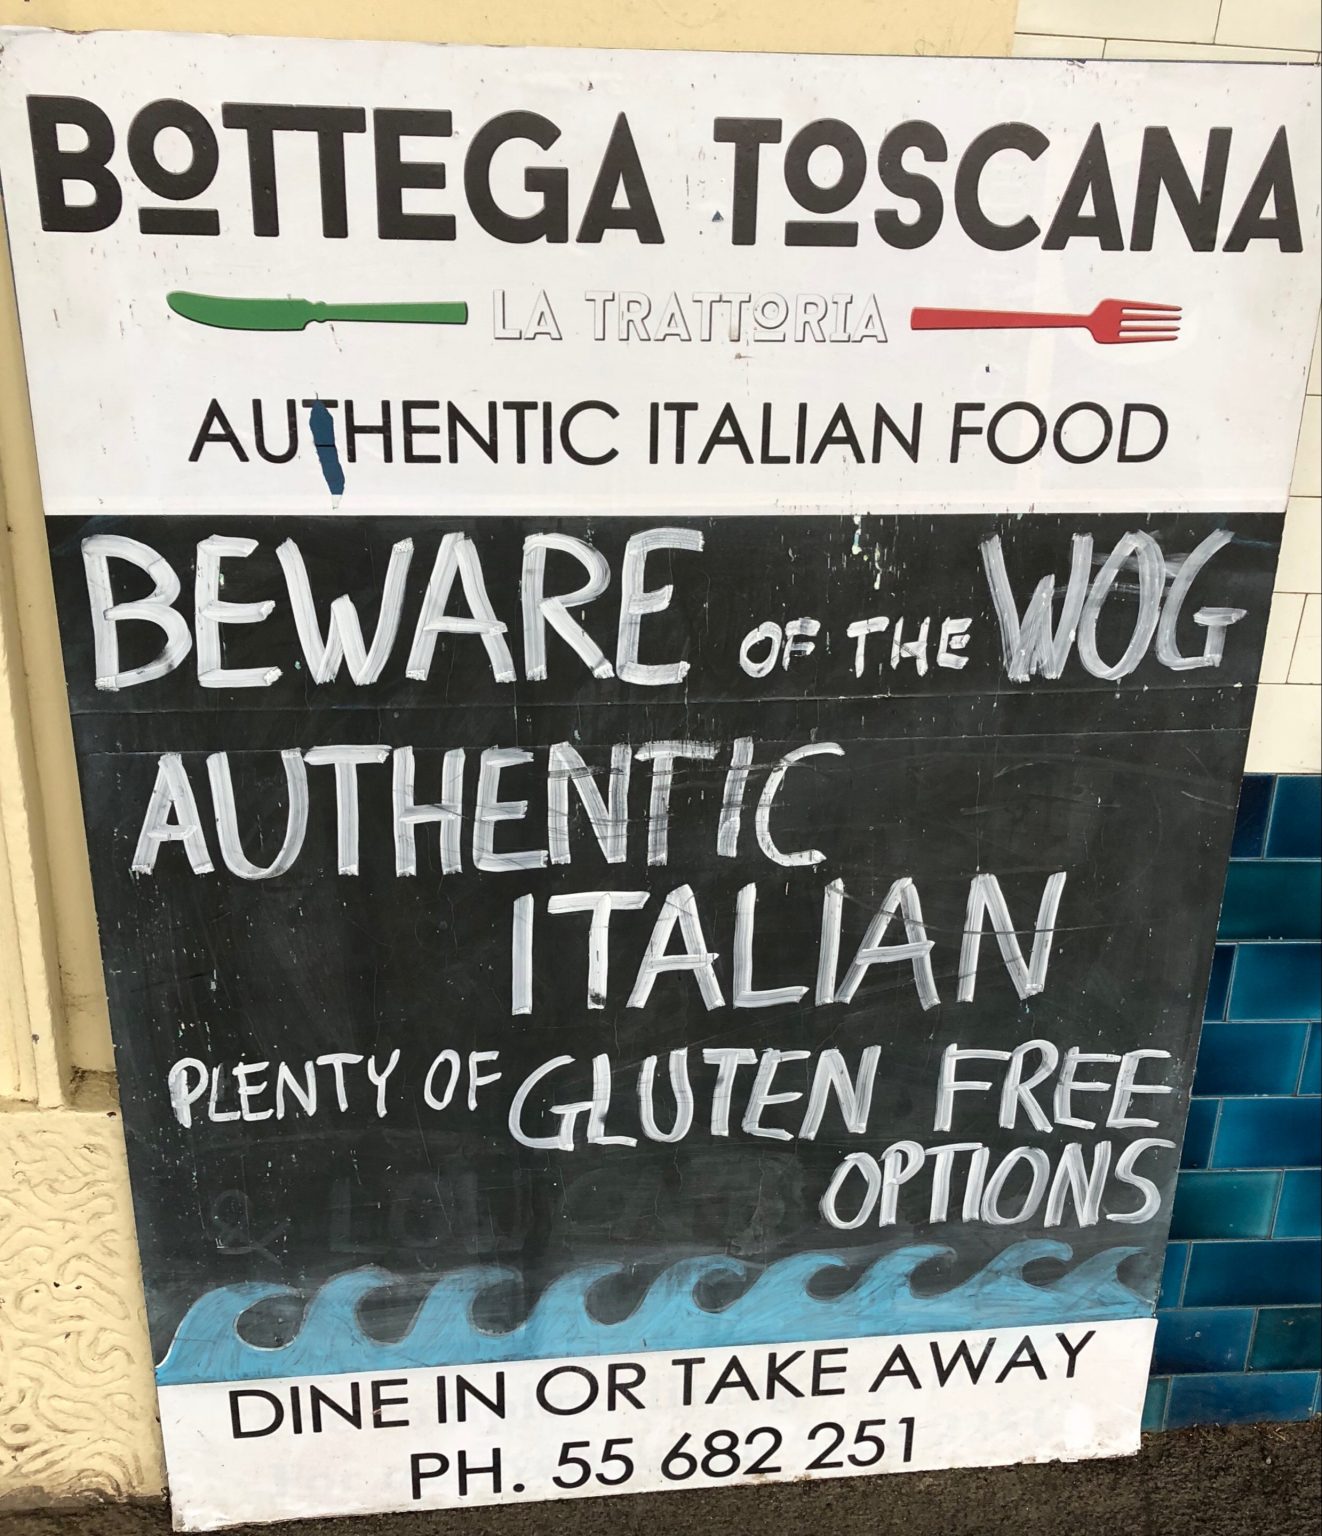 BOTTEGA TOSCANA
LA TRATTORIA
AUTHENTIC ITALIAN FOOD
BEWARE OF THE WOG
AUTHENTIC
ITALIAN
PLENTY OF GLUTEN FREE
OPTIONS
DINE IN OR TAKE AWAY
PH. 55 682 251